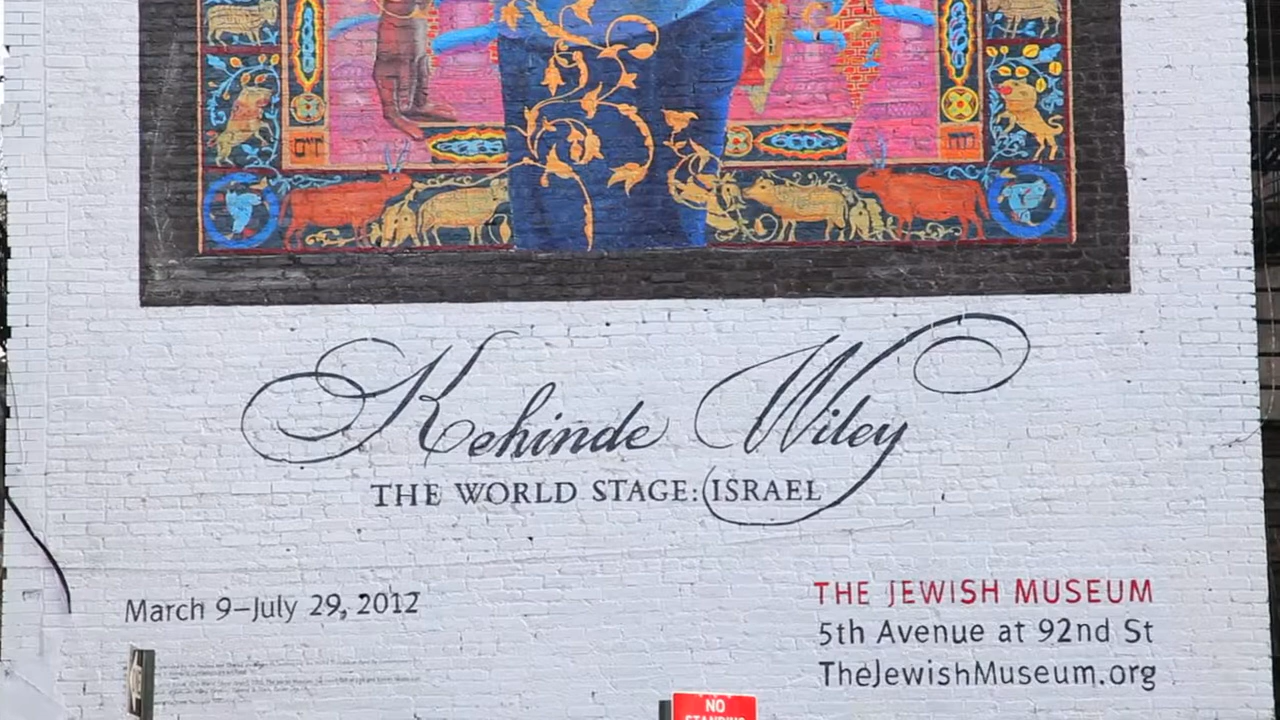 Kehinde Wiley
THE WORLD STAGE: ISRAEL
March 9–July 29, 2012
THE JEWISH MUSEUM
5th Avenue at 92nd St
TheJewishMuseum.org
NO
STANDING